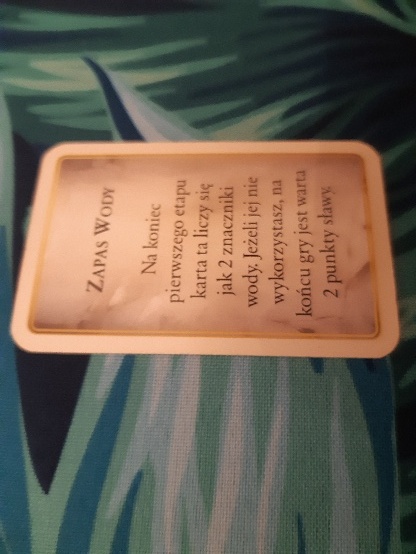 ZAPAS WODY
Na koniec
pierwszego etapu
karta ta liczy się
jak 2 znaczniki
wody. Jeżeli jej nie
wykorzystasz, na
końcu gry jest warta
2 punkty sławy.